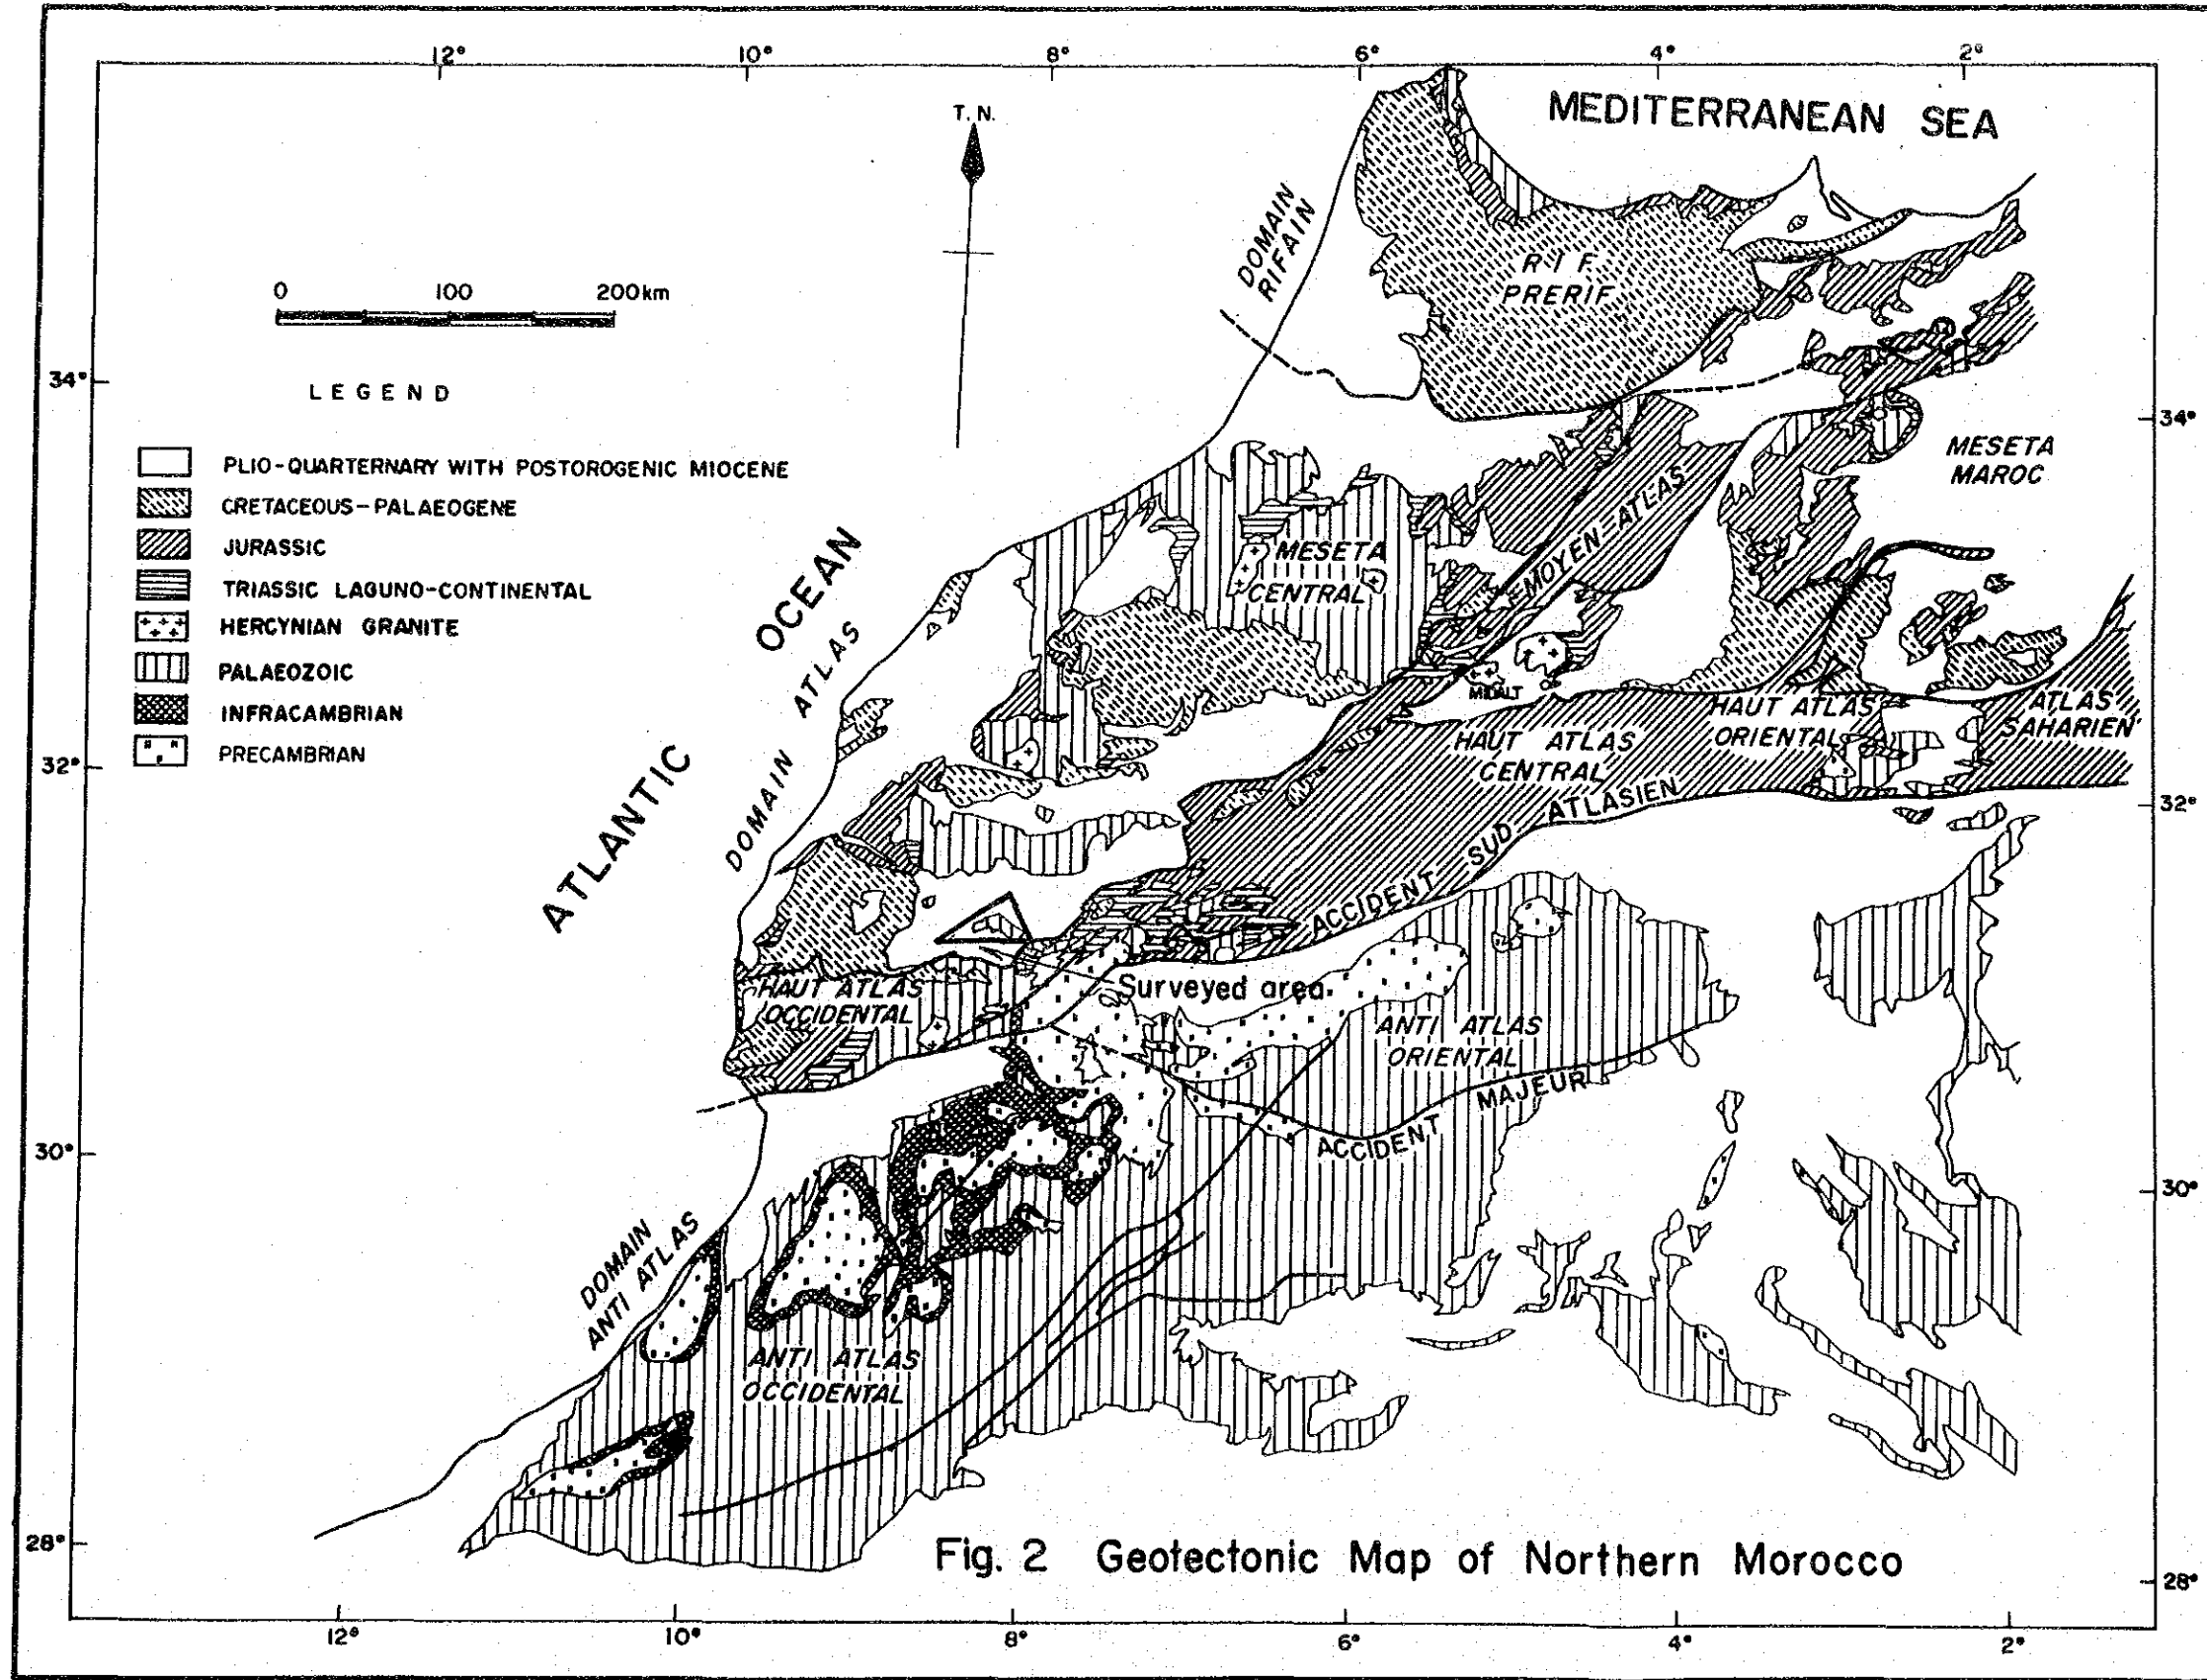 12° 10° 8° 6° 4° 2°
T. N.
MEDITERRANEAN SEA
DOMAIN
RIFAIN
RIF
PRERIF
0 100 200km
34°
LEGEND
34°
PLIO-QUARTERNARY WITH POSTOROGENIC MIOCENE
CRETACEOUS-PALAEOGENE
JURASSIC
TRIASSIC LAGUNO-CONTINENTAL
HERCYNIAN GRANITE
PALAEOZOIC
INFRACAMBRIAN
PRECAMBRIAN
MESETA
MAROC
MOYEN-ATLAS
MESETA
CENTRAL
ATLANTIC OCEAN
DOMAIN ATLAS
MIDALT
HAUT ATLAS
ORIENTAL
ATLAS
SAHARIEN
HAUT ATLAS
CENTRAL
32°
32°
ACCIDENT SUD ATLASIEN
Surveyed area
HAUT ATLAS
OCCIDENTAL
ANTI ATLAS
ORIENTAL
ACCIDENT MAJEUR
30°
30°
DOMAIN
ANTI ATLAS
ANTI ATLAS
OCCIDENTAL
28°
28°
Fig. 2 Geotectonic Map of Northern Morocco
12° 10° 8° 6° 4° 2°